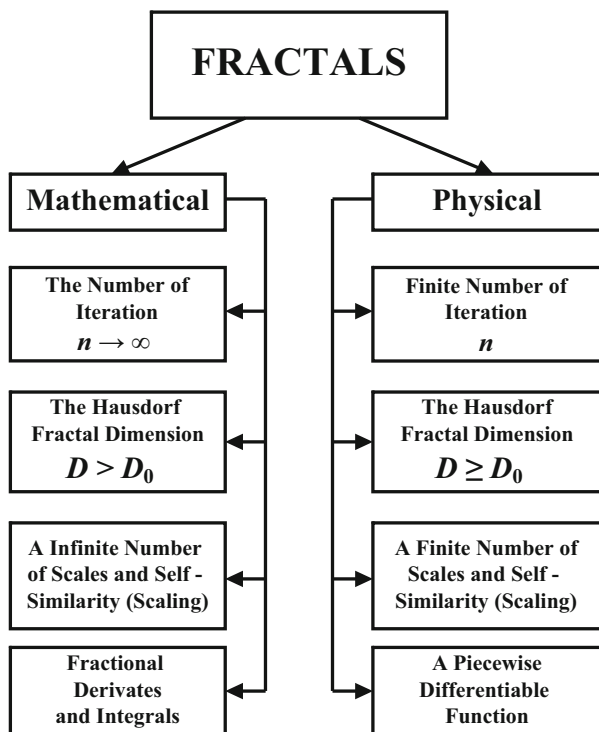 FRACTALS
Mathematical
The Number of
Iteration
n → ∞
The Hausdorf
Fractal Dimension
D > D₀
A Infinite Number
of Scales and Self -
Similarity (Scaling)
Fractional
Derivates
and Integrals
Physical
Finite Number of
Iteration
n
The Hausdorf
Fractal Dimension
D ≥ D₀
A Finite Number of
Scales and Self -
Similarity (Scaling)
A Piecewise
Differentiable
Function